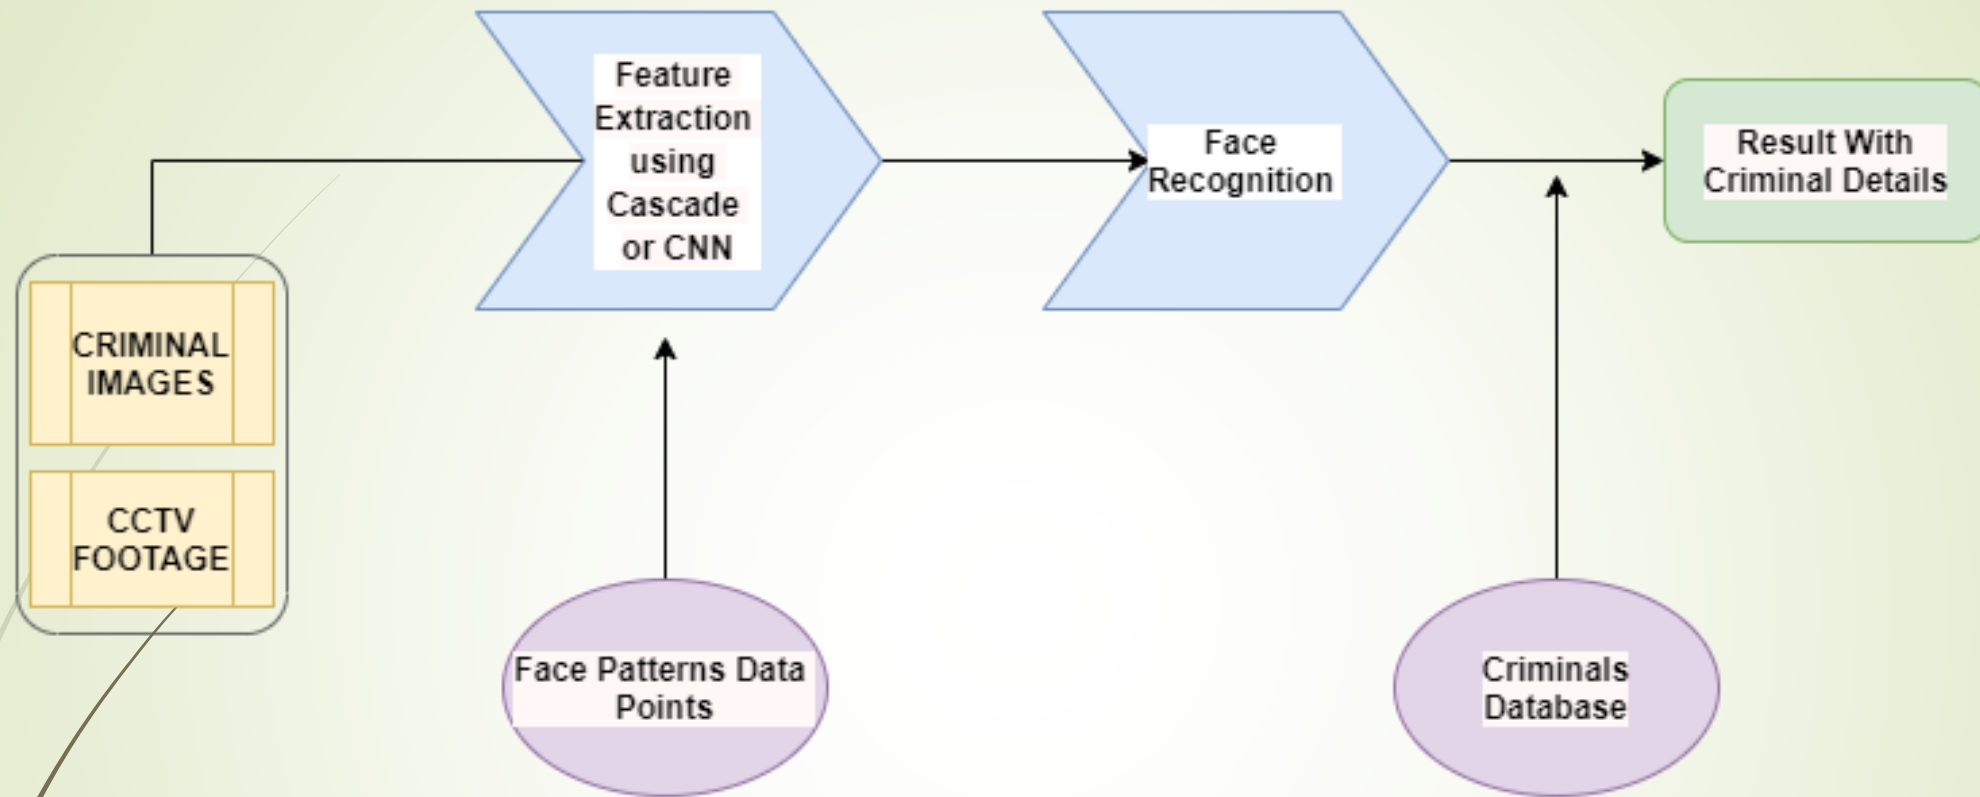 Feature
Extraction
using
Cascade
or CNN
Face
Recognition
Result With
Criminal Details
CRIMINAL
IMAGES
CCTV
FOOTAGE
Face Patterns Data
Points
Criminals
Database